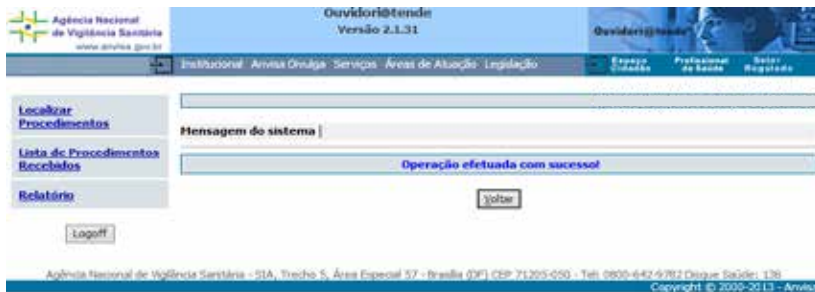 Agência Nacional
de Vigilância Sanitária
www.anvisa.gov.br
Ouvidori@tende
Versão 2.1.31
Ouvidori@tende
Institucional Anvisa Divulga Serviços Áreas de Atuação Legislação
Espaço Cidadão
Profissional de Saúde
Setor Regulado
Localizar
Procedimentos
Mensagem do sistema |
Lista de Procedimentos
Recebidos
Operação efetuada com sucesso!
Relatório
Voltar
Logoff
Agência Nacional de Vigilância Sanitária - SIA, Trecho 5, Área Especial 57 - Brasília (DF) CEP 71205-050 - Tel: 0800-642-9782 Disque Saúde: 136
Copyright © 2000-2013 - Anvisa